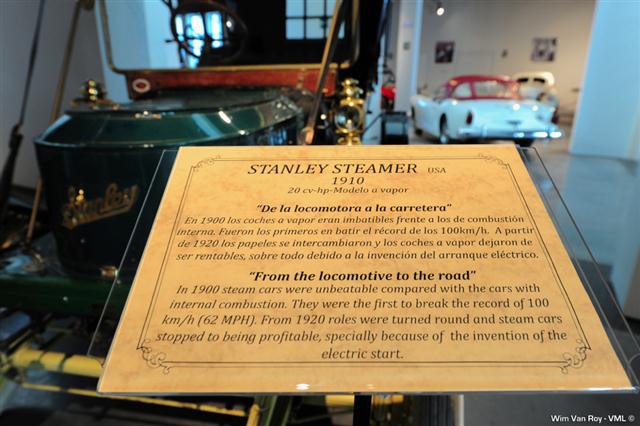 Stanley
STANLEY STEAMER USA
1910
20 cv-hp-Modelo a vapor
"De la locomotora a la carretera"
En 1900 los coches a vapor eran imbatibles frente a los de combustión
interna. Fueron los primeros en batir el récord de los 100km/h. A partir
de 1920 los papeles se intercambiaron y los coches a vapor dejaron de
ser rentables, sobre todo debido a la invención del arranque eléctrico.
"From the locomotive to the road"
In 1900 steam cars were unbeatable compared with the cars with
internal combustion. They were the first to break the record of 100
km/h (62 MPH). From 1920 roles were turned round and steam cars
stopped to being profitable, specially because of the invention of the
electric start.
Wim Van Roy - VML ©